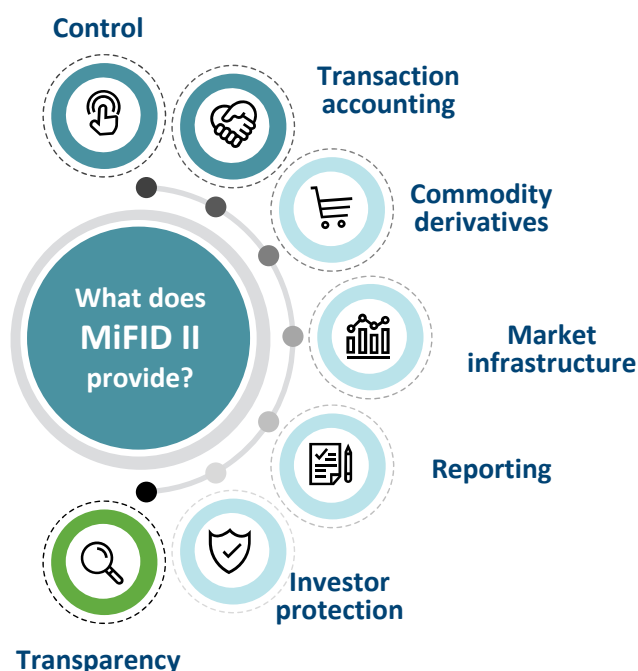 Control
Transaction
accounting
Commodity
derivatives
What does
MiFID II
provide?
Market
infrastructure
Reporting
Investor
protection
Transparency